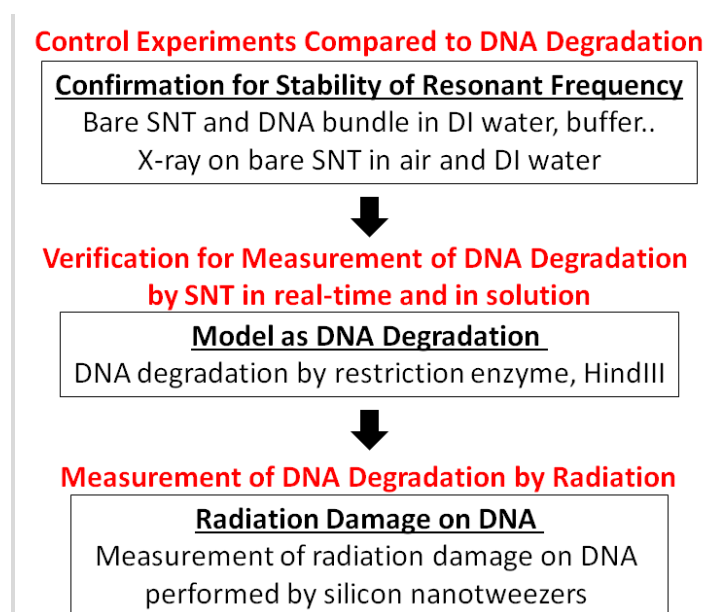 Control Experiments Compared to DNA Degradation
Confirmation for Stability of Resonant Frequency
Bare SNT and DNA bundle in DI water, buffer..
X-ray on bare SNT in air and DI water
Verification for Measurement of DNA Degradation
by SNT in real-time and in solution
Model as DNA Degradation
DNA degradation by restriction enzyme, HindIII
Measurement of DNA Degradation by Radiation
Radiation Damage on DNA
Measurement of radiation damage on DNA
performed by silicon nanotweezers